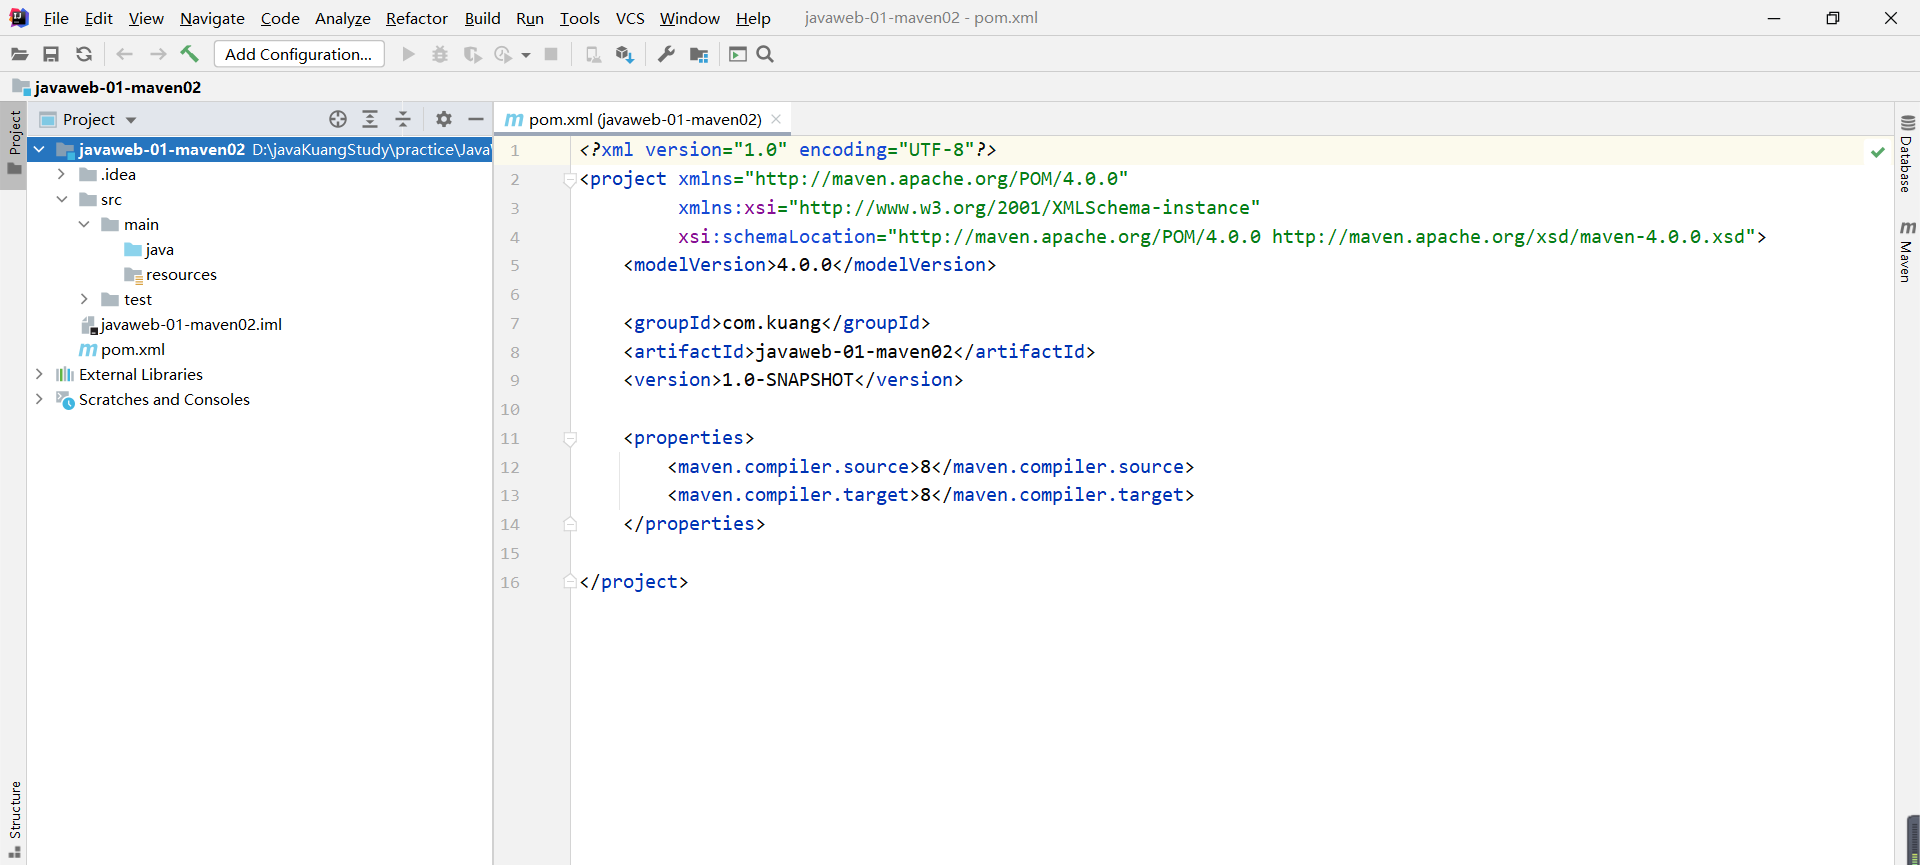 File Edit View Navigate Code Analyze Refactor Build Run Tools VCS Window Help javaweb-01-maven02 - pom.xml
Add Configuration...
javaweb-01-maven02
Project
Project
pom.xml (javaweb-01-maven02)
javaweb-01-maven02 D:\javaKuangStudy\practice\Java
.idea
src
main
java
resources
test
javaweb-01-maven02.iml
pom.xml
External Libraries
Scratches and Consoles
Structure
1 <?xml version="1.0" encoding="UTF-8"?>
2 <project xmlns="http://maven.apache.org/POM/4.0.0"
3 xmlns:xsi="http://www.w3.org/2001/XMLSchema-instance"
4 xsi:schemaLocation="http://maven.apache.org/POM/4.0.0 http://maven.apache.org/xsd/maven-4.0.0.xsd">
5 <modelVersion>4.0.0</modelVersion>
6
7 <groupId>com.kuang</groupId>
8 <artifactId>javaweb-01-maven02</artifactId>
9 <version>1.0-SNAPSHOT</version>
10
11 <properties>
12 <maven.compiler.source>8</maven.compiler.source>
13 <maven.compiler.target>8</maven.compiler.target>
14 </properties>
15
16 </project>
Database
m Maven